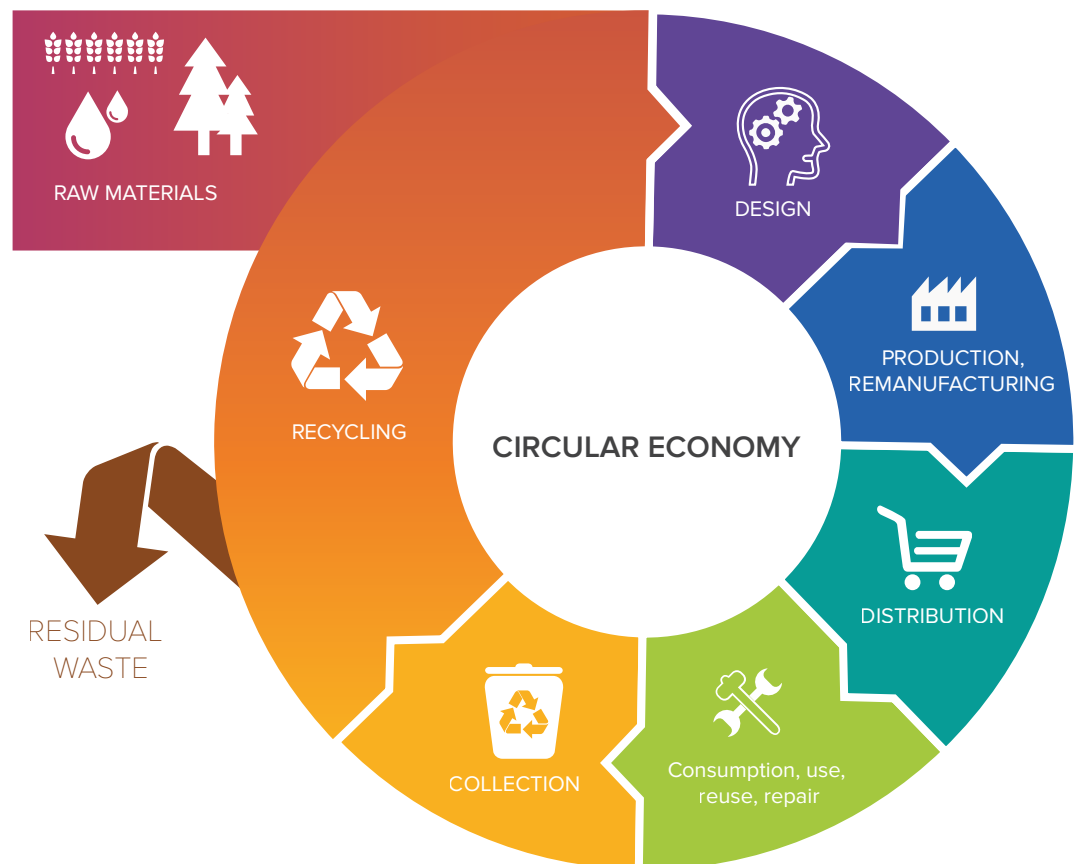 RAW MATERIALS
DESIGN
PRODUCTION,
REMANUFACTURING
RECYCLING
CIRCULAR ECONOMY
DISTRIBUTION
RESIDUAL
WASTE
Consumption, use,
reuse, repair
COLLECTION